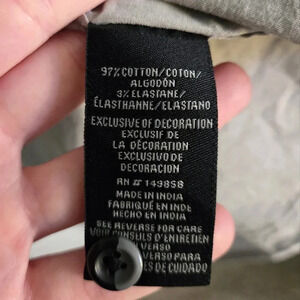 97% COTTON/COTON/
ALGODÓN
3% ELASTANE/
ÉLASTHANNE/ELASTANO
EXCLUSIVE OF DECORATION
EXCLUSIF DE
LA DÉCORATION
EXCLUSIVO DE
DECORACION
RN # 143858
MADE IN INDIA
FABRIQUÉ EN INDE
HECHO EN INDIA
SEE REVERSE FOR CARE
VOIR CONSEILS D'ENTRETIEN
VERSO
VERSO
DE CUIDADO